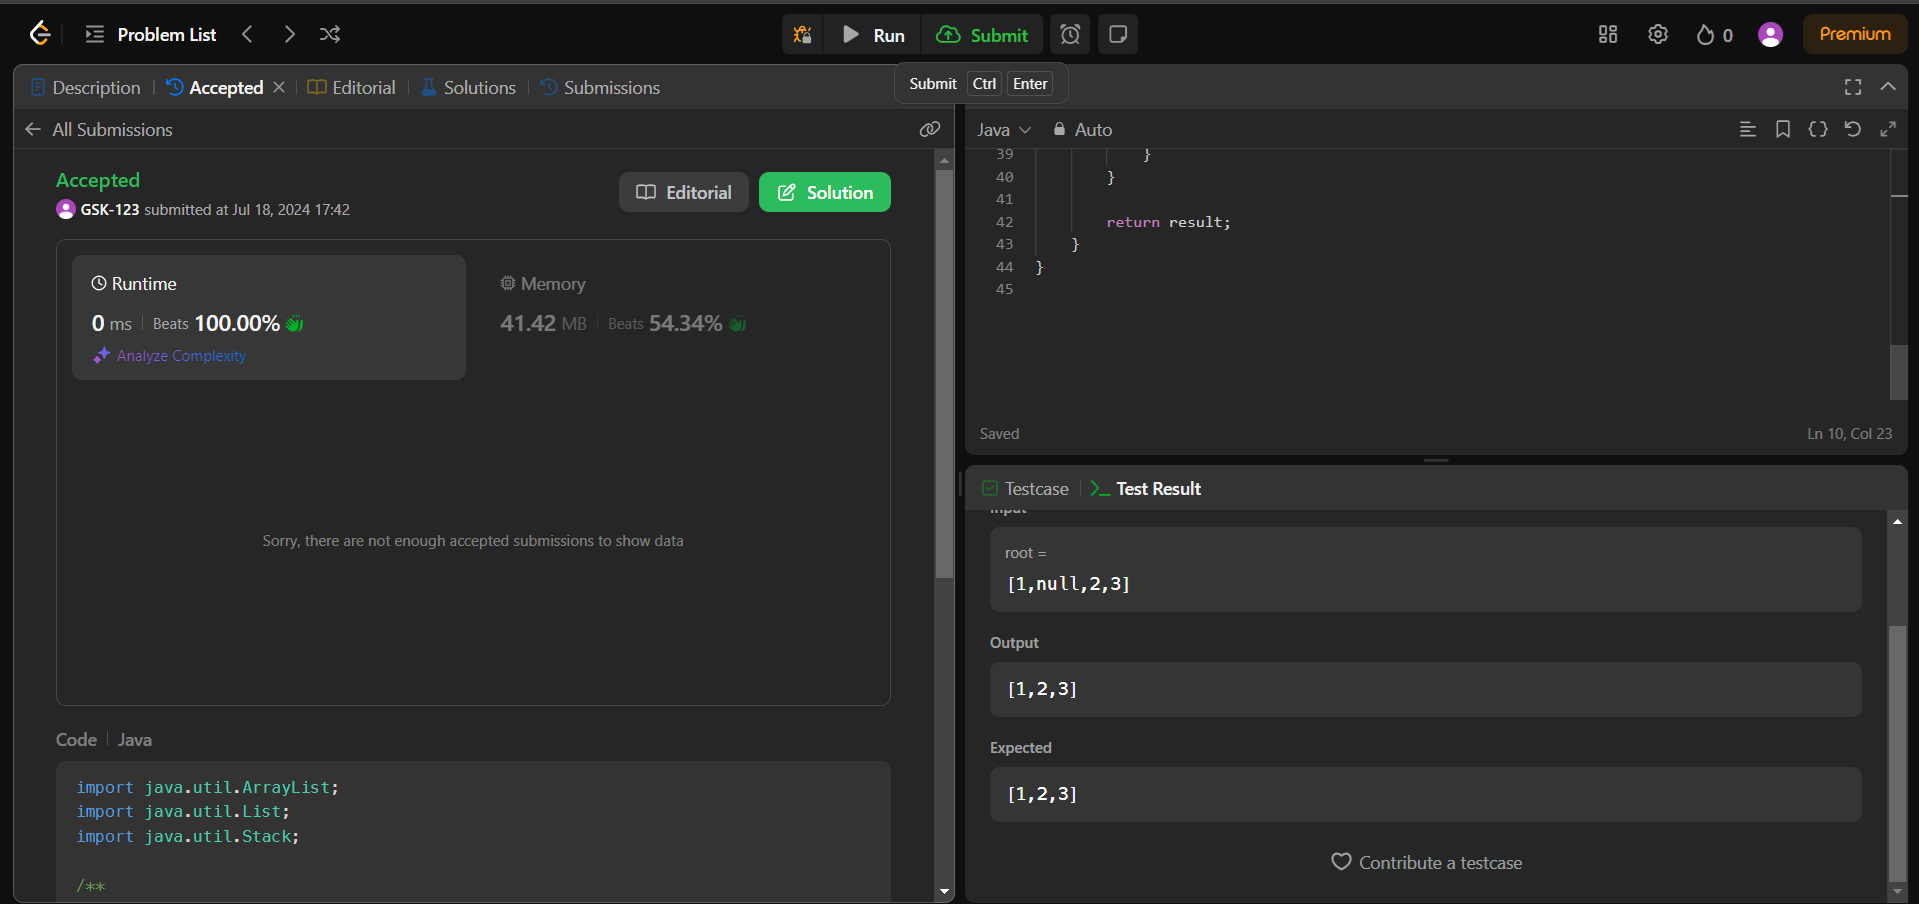 Problem List
Run
Submit
0
Premium
Description
Accepted
Editorial
Solutions
Submissions
Submit Ctrl Enter
All Submissions
Accepted
GSK-123 submitted at Jul 18, 2024 17:42
Editorial
Solution
Runtime
0 ms Beats 100.00%
Analyze Complexity
Memory
41.42 MB Beats 54.34%
Sorry, there are not enough accepted submissions to show data
Code Java
import java.util.ArrayList;
import java.util.List;
import java.util.Stack;
/**
Java Auto
39 }
40 }
41
42 return result;
43 }
44 }
45
Saved
Ln 10, Col 23
Testcase
Test Result
Input
root =
[1,null,2,3]
Output
[1,2,3]
Expected
[1,2,3]
Contribute a testcase